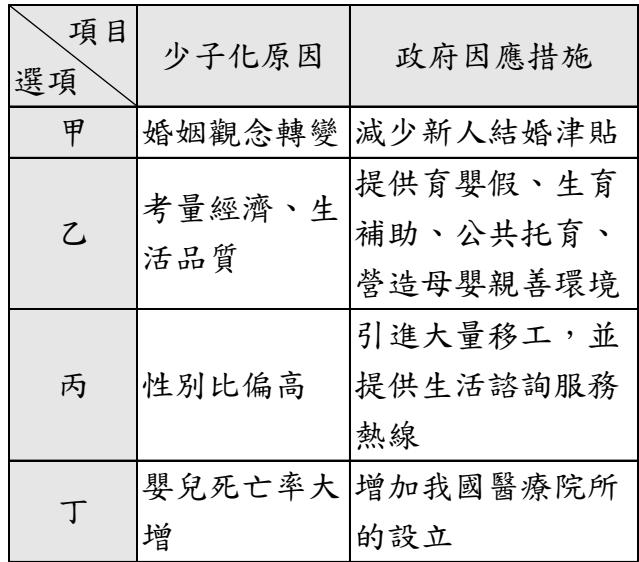 項目
選項
少子化原因
政府因應措施
甲
婚姻觀念轉變
減少新人結婚津貼
乙
考量經濟、生
活品質
提供育嬰假、生育
補助、公共托育、
營造母嬰親善環境
丙
性別比偏高
引進大量移工，並
提供生活諮詢服務
熱線
丁
嬰兒死亡率大
增
增加我國醫療院所
的設立